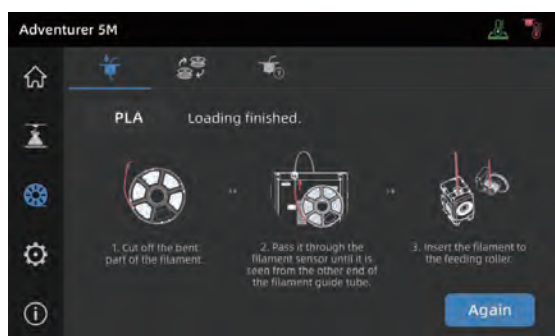 Adventurer 5M
PLA
Loading finished.
1. Cut off the bent
part of the filament.
2. Pass it through the
filament sensor until it is
seen from the other end of
the filament guide tube.
3. Insert the filament to
the feeding roller.
Again